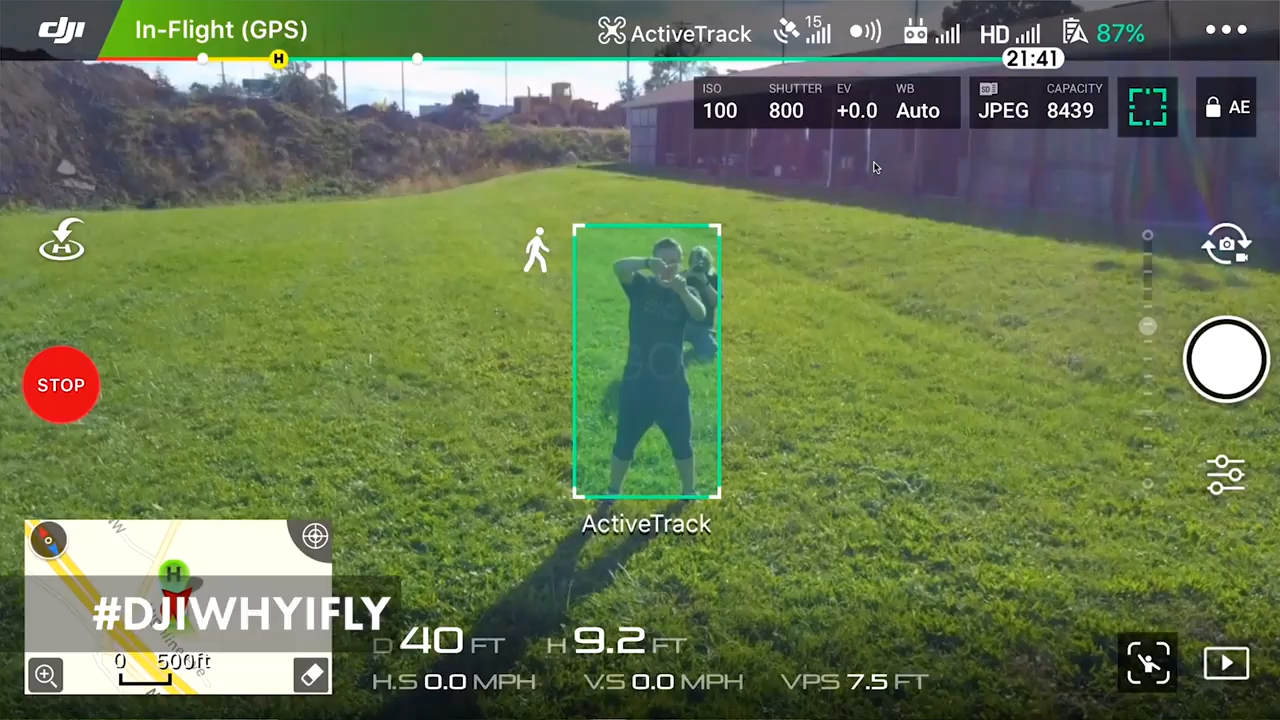 dji
In-Flight (GPS)
ActiveTrack
15
HD
87%
H
21:41
ISO
100
SHUTTER
800
EV
+0.0
WB
Auto
SD
JPEG
CAPACITY
8439
AE
H
STOP
GO
ActiveTrack
H
#DJIWHYIFLY
0 500ft
D 40 FT H 9.2 FT
H.S 0.0 MPH V.S 0.0 MPH VPS 7.5 FT